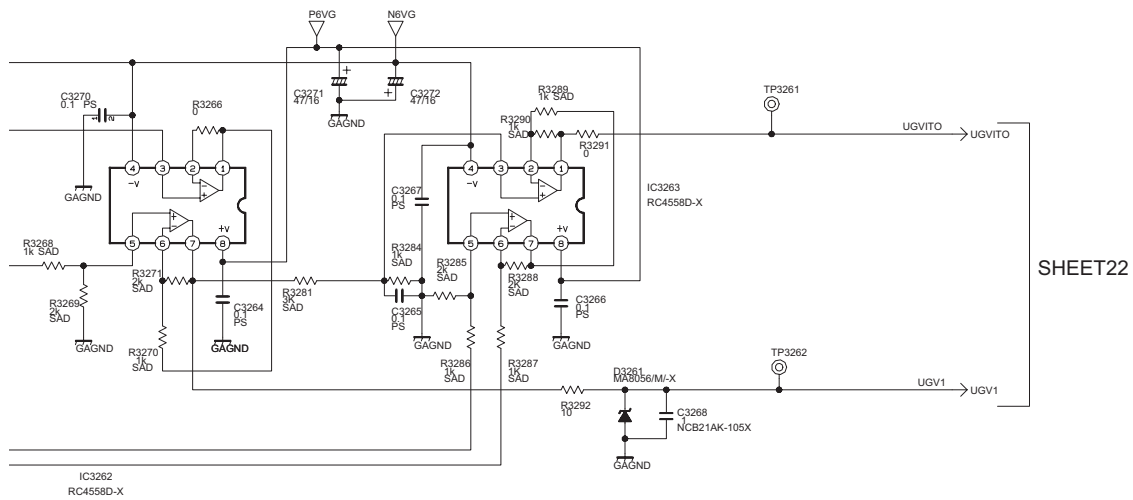 P6VG
N6VG
C3270
0.1 PS
1
2
R3266
0
C3271
47/16
+
C3272
47/16
+
GAGND
R3289
1k SAD
R3290
1k
SAD
R3291
0
TP3261
UGVITO
UGVITO
4
3
2
1
-v
-
+
GAGND
C3267
0.1
PS
4
3
2
1
-v
-
+
IC3263
RC4558D-X
+
-
+v
5
6
7
8
+
-
+v
5
6
7
8
R3268
1k SAD
R3269
2k
SAD
GAGND
R3271
2k
SAD
R3270
1k
SAD
C3264
0.1
PS
GAGND
R3281
3K
SAD
R3284
1k
SAD
C3265
0.1
PS
R3285
2k
SAD
GAGND
R3288
2K
SAD
C3266
0.1
PS
GAGND
SHEET22
R3286
1k
SAD
R3287
1K
SAD
D3261
MA8056/M/-X
TP3262
UGV1
UGV1
R3292
10
C3268
1
NCB21AK-105X
GAGND
IC3262
RC4558D-X